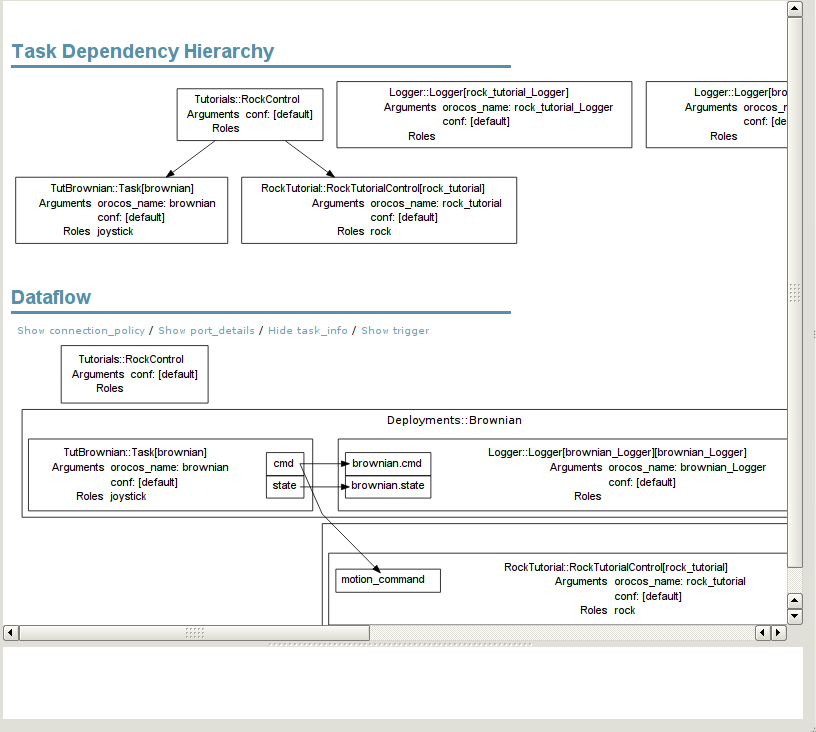 Task Dependency Hierarchy
Tutorials::RockControl
Arguments conf: [default]
Roles
Logger::Logger[rock_tutorial_Logger]
Arguments orocos_name: rock_tutorial_Logger
conf: [default]
Roles
Logger::Logger[bro
Arguments orocos_n
conf: [de
Roles
TutBrownian::Task[brownian]
Arguments orocos_name: brownian
conf: [default]
Roles joystick
RockTutorial::RockTutorialControl[rock_tutorial]
Arguments orocos_name: rock_tutorial
conf: [default]
Roles rock
Dataflow
Show connection_policy / Show port_details / Hide task_info / Show trigger
Tutorials::RockControl
Arguments conf: [default]
Roles
Deployments::Brownian
TutBrownian::Task[brownian]
Arguments orocos_name: brownian
conf: [default]
Roles joystick
cmd
state
brownian.cmd
brownian.state
Logger::Logger[brownian_Logger][brownian_Logger]
Arguments orocos_name: brownian_Logger
conf: [default]
Roles
motion_command
RockTutorial::RockTutorialControl[rock_tutorial]
Arguments orocos_name: rock_tutorial
conf: [default]
Roles rock